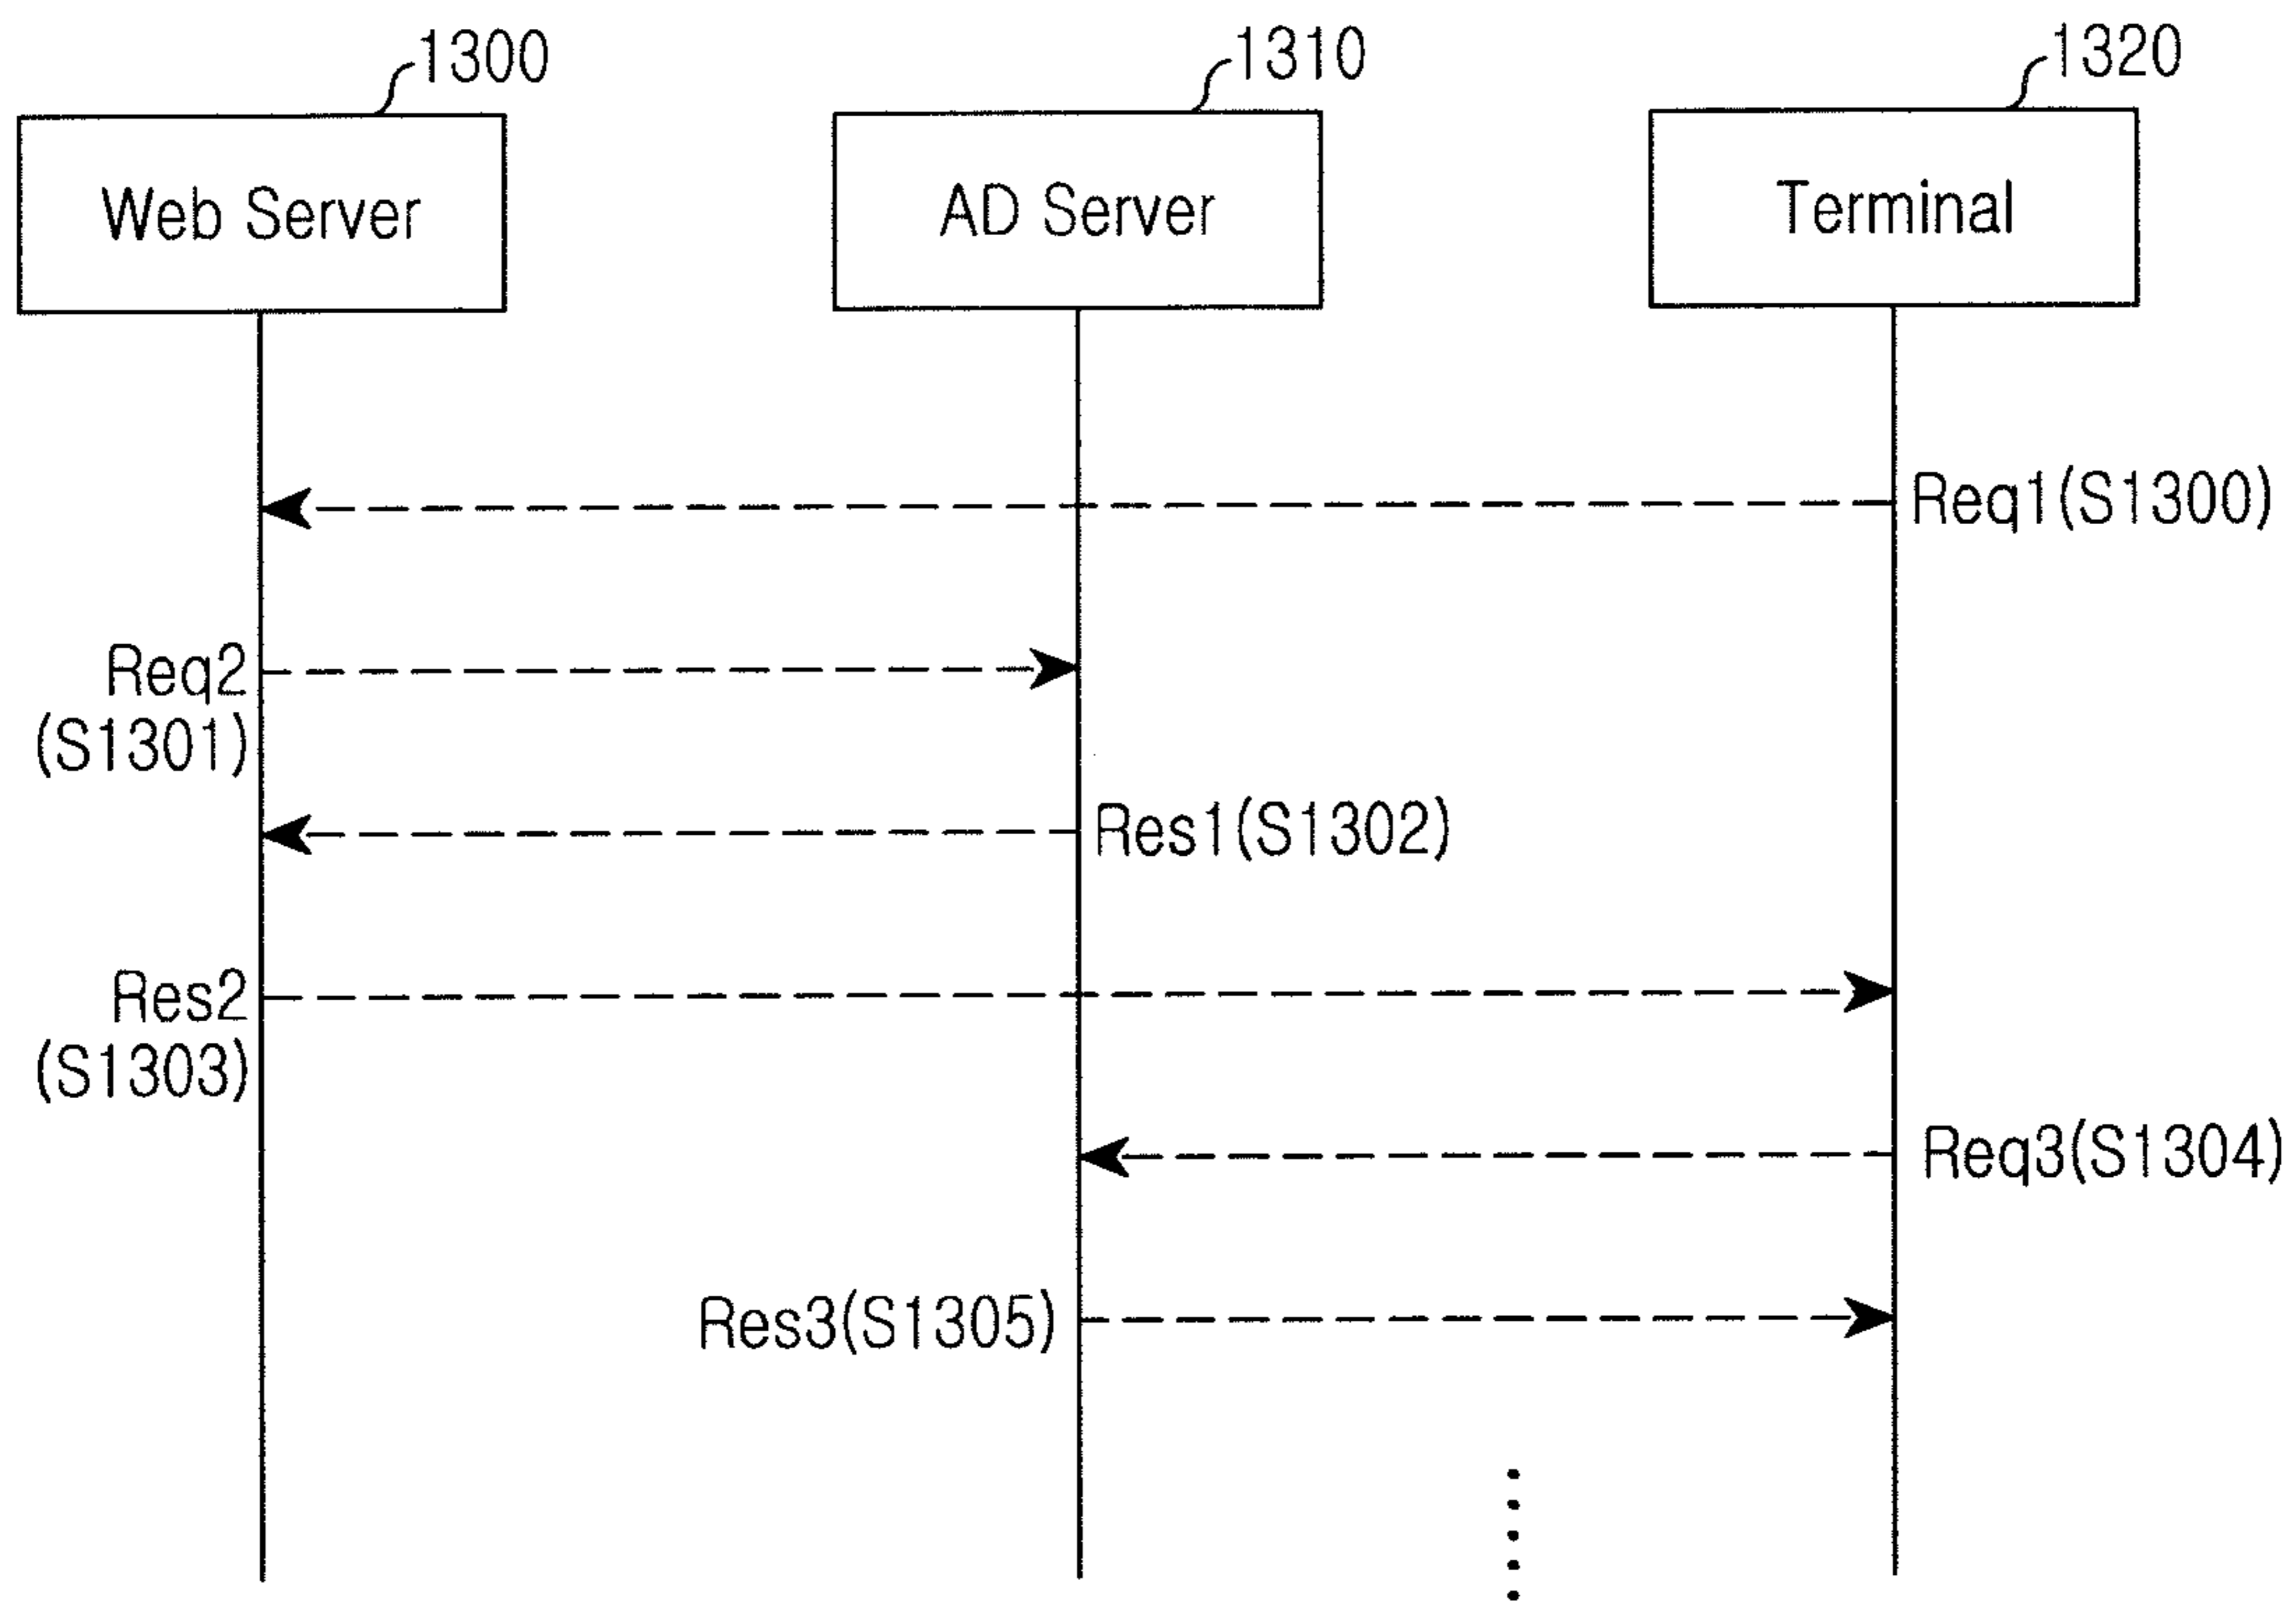 1300
1310
1320
Web Server
AD Server
Terminal
Req1(S1300)
Req2
(S1301)
Res1(S1302)
Res2
(S1303)
Req3(S1304)
Res3(S1305)